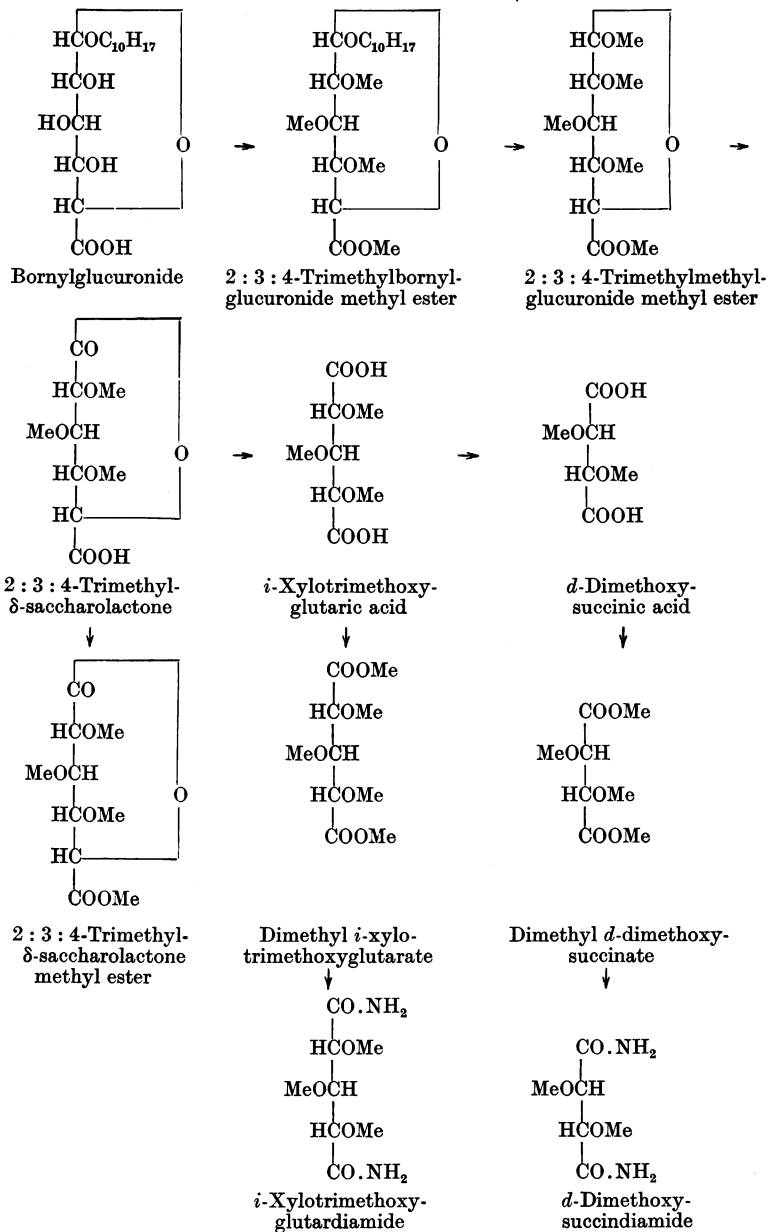 HCOC₁₀H₁₇
HCOH
HOCH
O
HCOH
HC
COOH
Bornylglucuronide
→
HCOC₁₀H₁₇
HCOMe
MeOCH
O
HCOMe
HC
COOMe
2 : 3 : 4-Trimethylbornyl-
glucuronide methyl ester
→
HCOMe
HCOMe
MeOCH
O
HCOMe
HC
COOMe
2 : 3 : 4-Trimethylmethyl-
glucuronide methyl ester
→
CO
HCOMe
MeOCH
O
HCOMe
HC
COOH
2 : 3 : 4-Trimethyl-
δ-saccharolactone
→
COOH
HCOMe
MeOCH
HCOMe
COOH
i-Xylotrimethoxy-
glutaric acid
→
COOH
MeOCH
HCOMe
COOH
d-Dimethoxy-
succinic acid
↓
CO
HCOMe
MeOCH
O
HCOMe
HC
COOMe
2 : 3 : 4-Trimethyl-
δ-saccharolactone
methyl ester
↓
COOMe
HCOMe
MeOCH
HCOMe
COOMe
Dimethyl i-xylo-
trimethoxyglutarate
↓
COOMe
MeOCH
HCOMe
COOMe
Dimethyl d-dimethoxy-
succinate
↓
CO.NH₂
HCOMe
MeOCH
HCOMe
CO.NH₂
i-Xylotrimethoxy-
glutardiamide
↓
CO.NH₂
MeOCH
HCOMe
CO.NH₂
d-Dimethoxy-
succindiamide